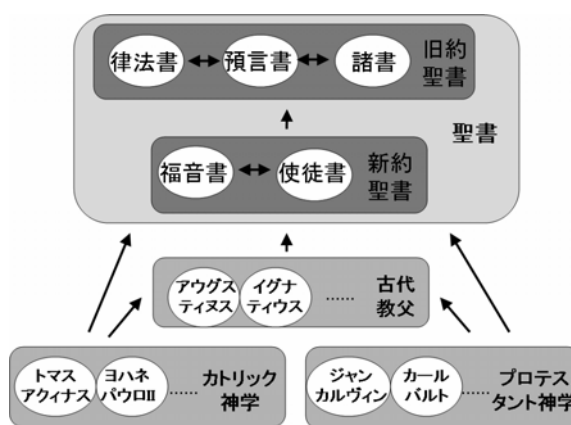 律法書
預言書
諸書
旧約
聖書
聖書
福音書
使徒書
新約
聖書
アウグス
ティヌス
イグナ
ティウス
……
古代
教父
トマス
アクィナス
ヨハネ
パウロII
……
カトリック
神学
ジャン
カルヴィン
カール
バルト
……
プロテス
タント神学